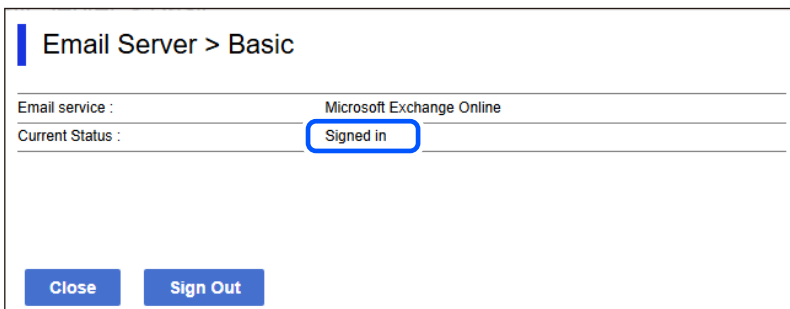 Email Server > Basic
Email service : Microsoft Exchange Online
Current Status : Signed in
Close Sign Out